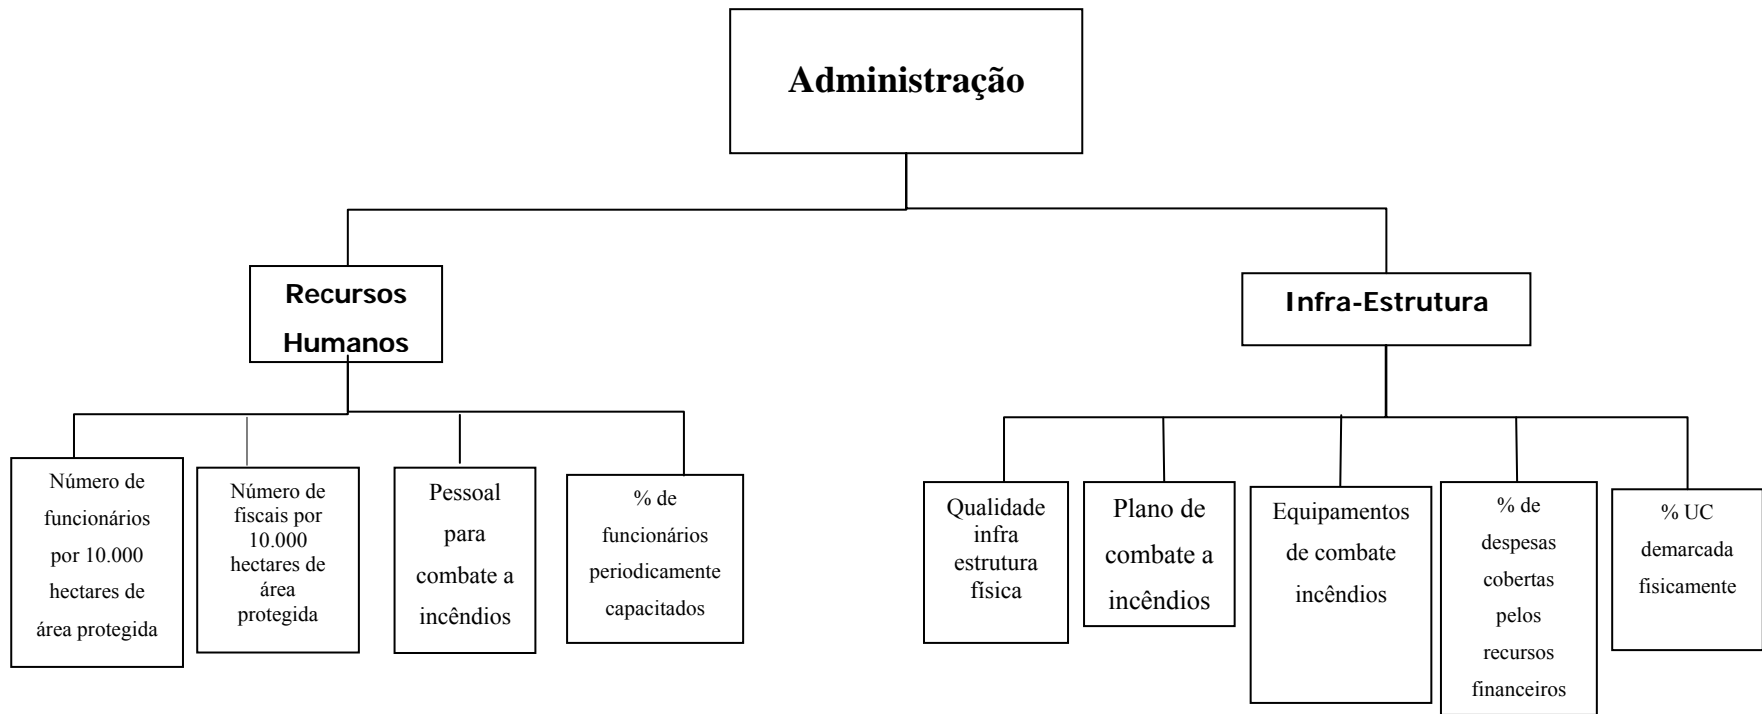 Administração
Recursos
Humanos
Infra-Estrutura
Número de
funcionários
por 10.000
hectares de
área protegida
Número de
fiscais por
10.000
hectares de
área
protegida
Pessoal
para
combate a
incêndios
% de
funcionários
periodicamente
capacitados
Qualidade
infra
estrutura
física
Plano de
combate a
incêndios
Equipamentos
de combate
incêndios
% de
despesas
cobertas
pelos
recursos
financeiros
% UC
demarcada
fisicamente